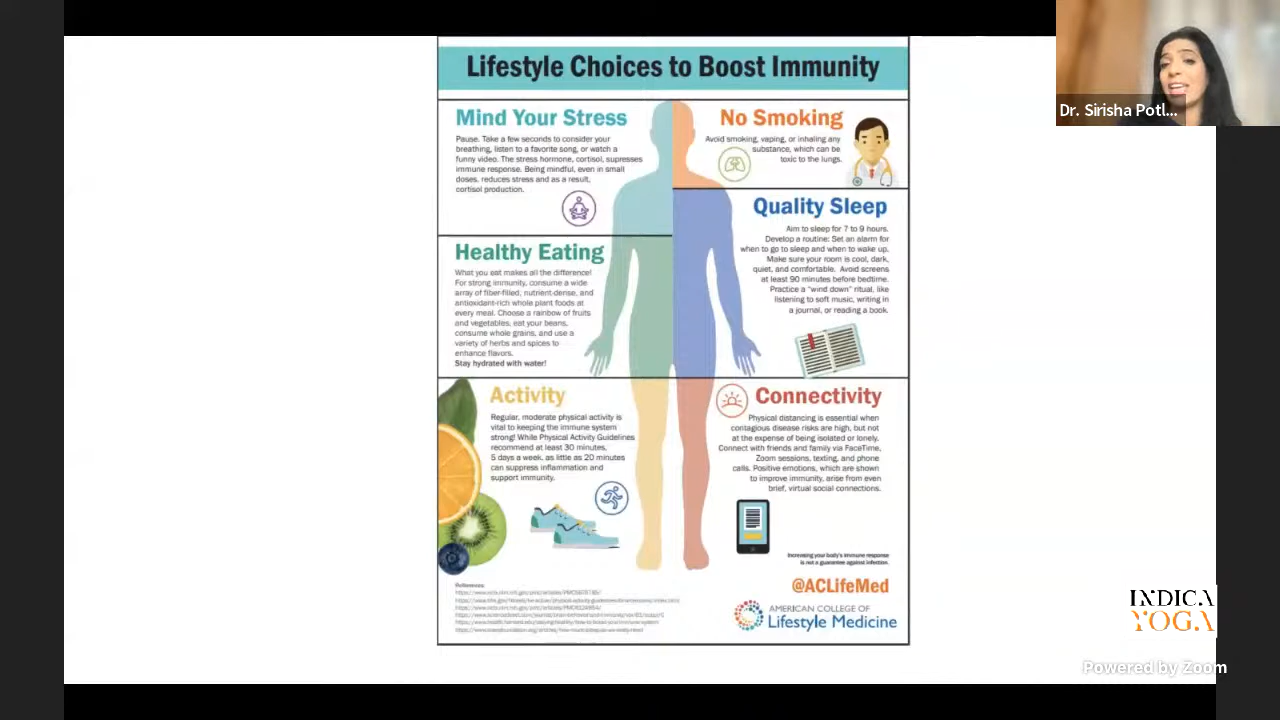 Lifestyle Choices to Boost Immunity
Mind Your Stress
Pause. Take a few seconds to consider your
breathing, listen to a favorite song, or watch a
funny video. The stress hormone, cortisol, supresses
immune response. Being mindful, even in small
doses, reduces stress and as a result,
cortisol production.
No Smoking
Avoid smoking, vaping, or inhaling any
substance, which can be
toxic to the lungs.
Quality Sleep
Aim to sleep for 7 to 9 hours.
Develop a routine: Set an alarm for
when to go to sleep and when to wake up.
Make sure your room is cool, dark,
quiet, and comfortable. Avoid screens
at least 90 minutes before bedtime.
Practice a "wind down" ritual, like
listening to soft music, writing in
a journal, or reading a book.
Healthy Eating
What you eat makes all the difference!
For strong immunity, consume a wide
array of fiber-filled, nutrient-dense, and
antioxidant-rich whole plant foods at
every meal. Choose a rainbow of fruits
and vegetables, eat your beans,
consume whole grains, and use a
variety of herbs and spices to
enhance flavors.
Stay hydrated with water!
Activity
Regular, moderate physical activity is
vital to keeping the immune system
strong! While Physical Activity Guidelines
recommend at least 30 minutes,
5 days a week, as little as 20 minutes
can suppress inflammation and
support immunity.
Connectivity
Physical distancing is essential when
contagious disease risks are high, but not
at the expense of being isolated or lonely.
Connect with friends and family via FaceTime,
Zoom sessions, texting, and phone
calls. Positive emotions, which are shown
to improve immunity, arise from even
brief, virtual social connections.
Increasing your body's immune response
is not a guarantee against infection.
References:
@ACLifeMed
AMERICAN COLLEGE OF
Lifestyle Medicine
Dr. Sirisha Potl...
INDICA
YOGA
Powered by Zoom